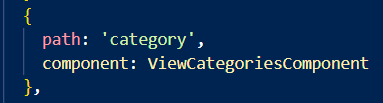 {
path: 'category',
component: ViewCategoriesComponent
},